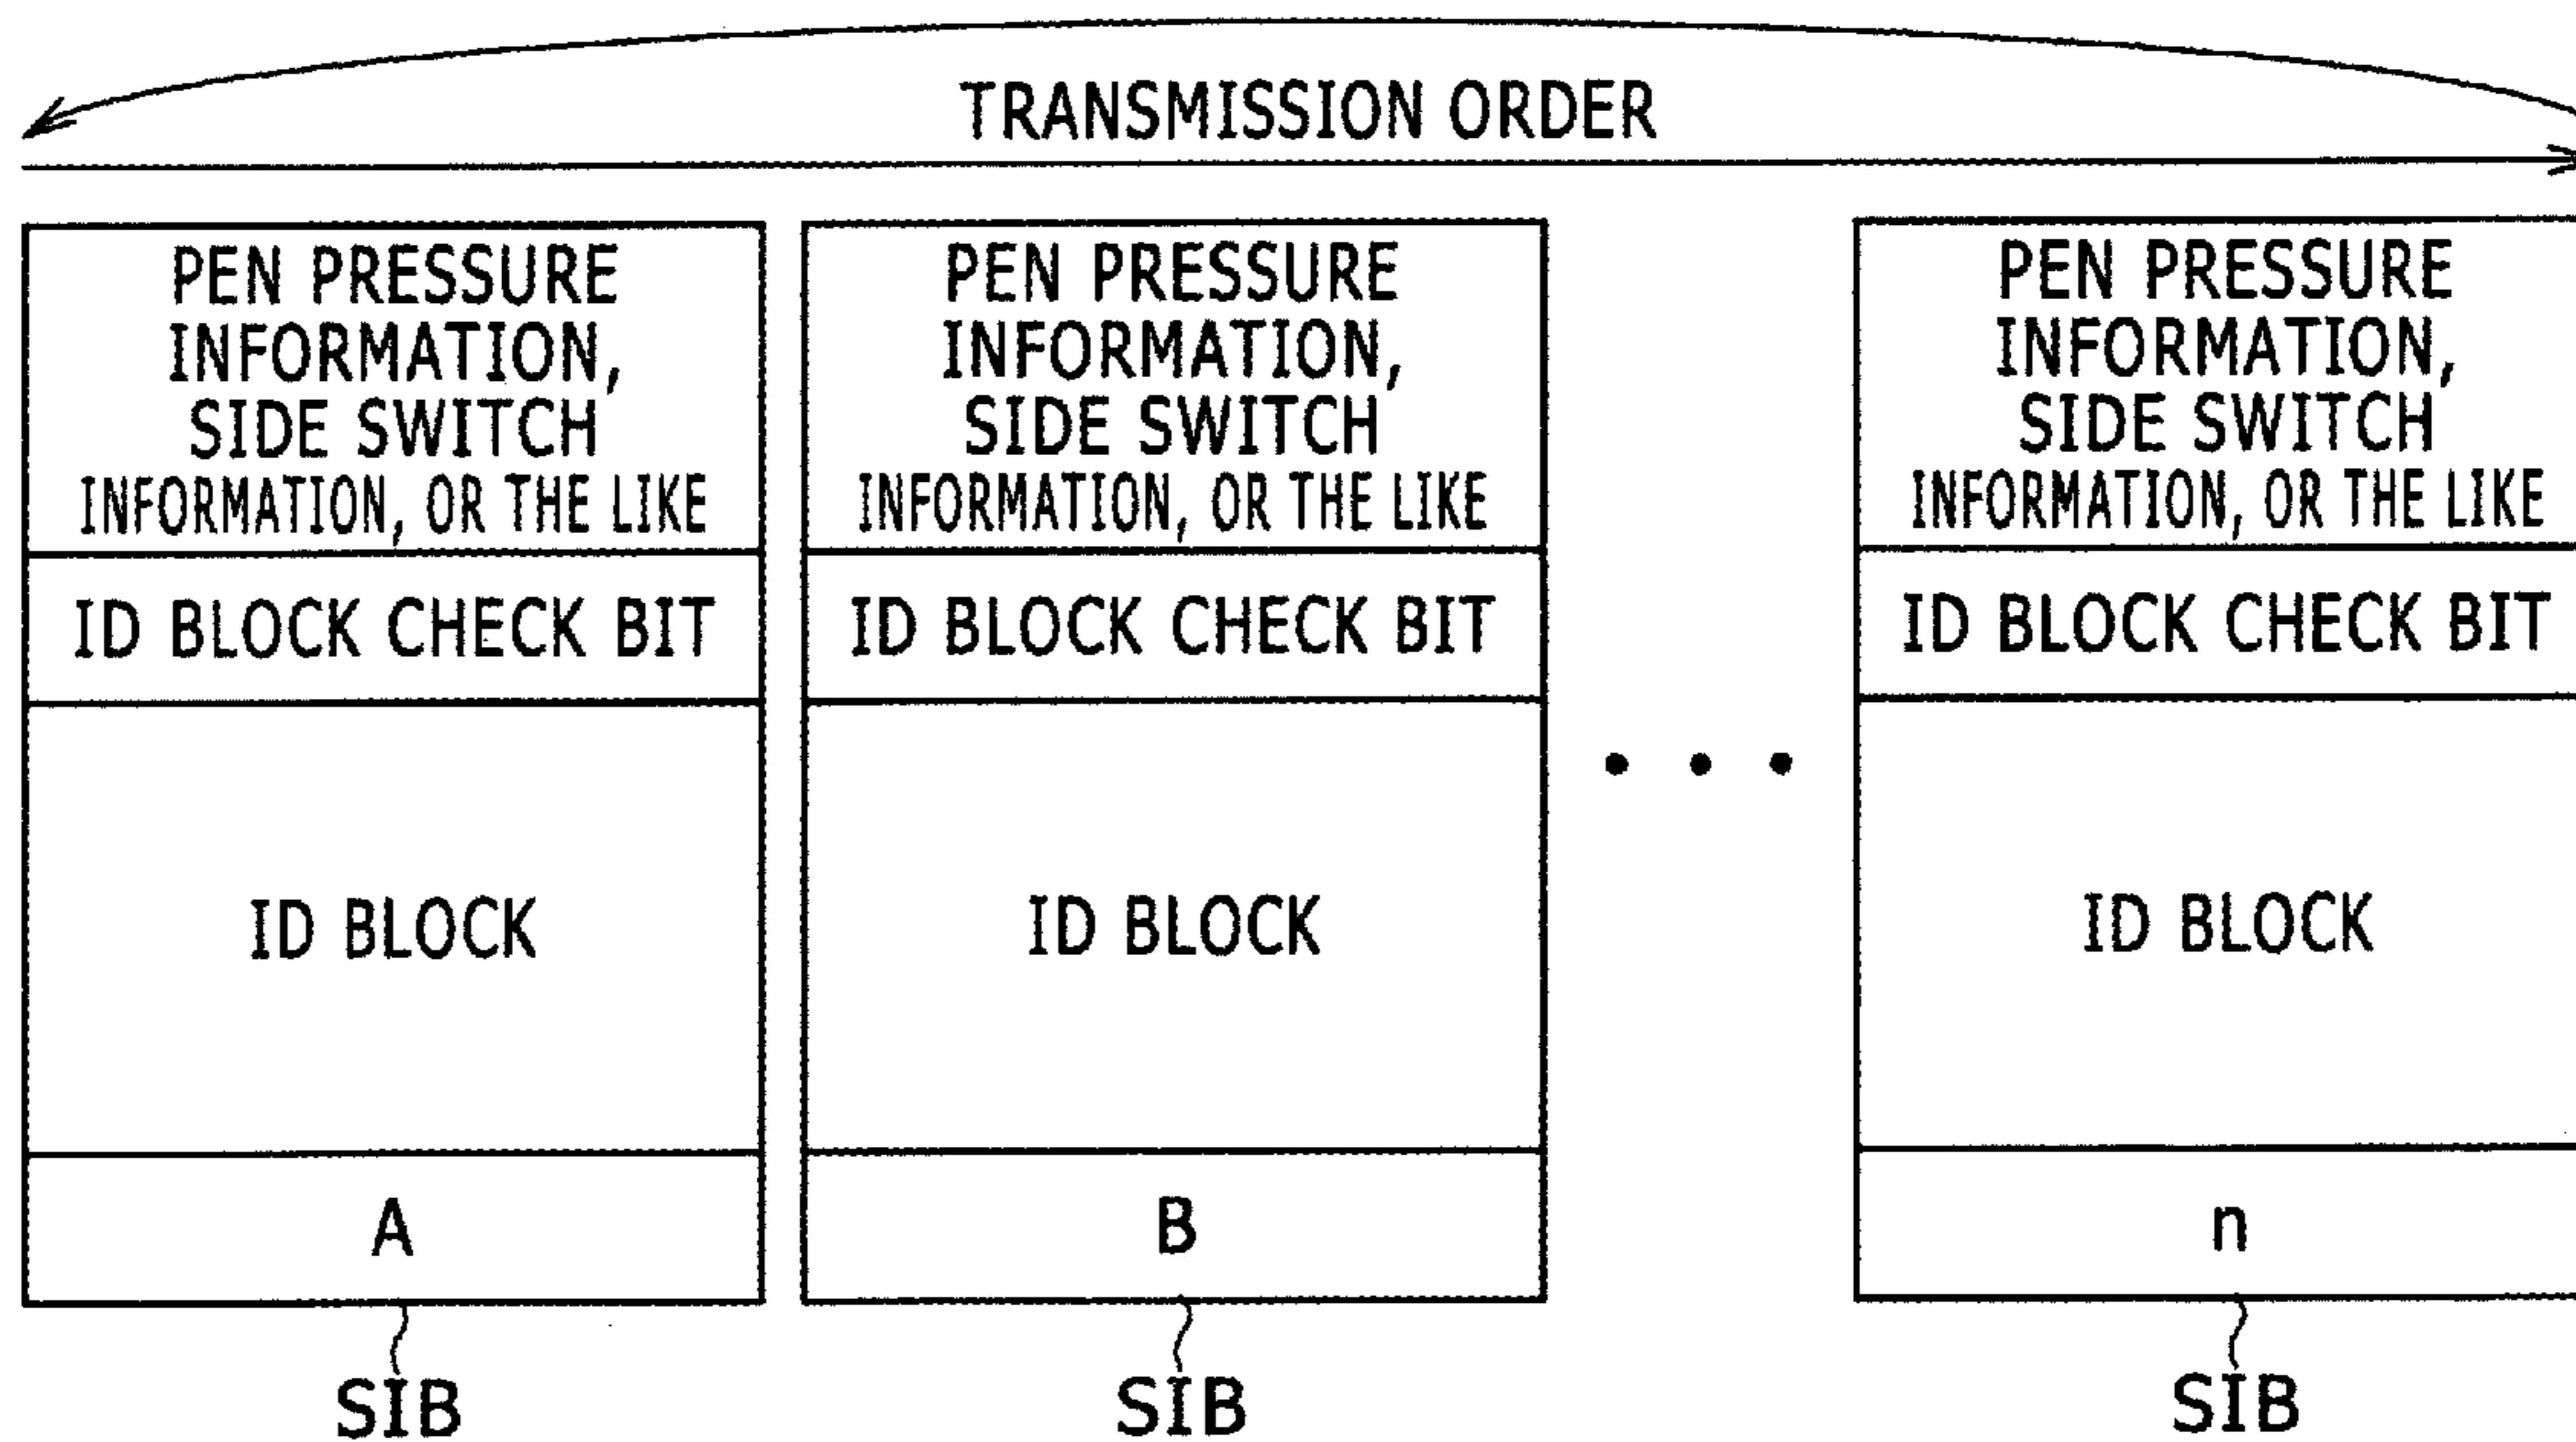 TRANSMISSION ORDER
PEN PRESSURE
INFORMATION,
SIDE SWITCH
INFORMATION, OR THE LIKE
ID BLOCK CHECK BIT
ID BLOCK
A
SIB
PEN PRESSURE
INFORMATION,
SIDE SWITCH
INFORMATION, OR THE LIKE
ID BLOCK CHECK BIT
ID BLOCK
B
SIB
PEN PRESSURE
INFORMATION,
SIDE SWITCH
INFORMATION, OR THE LIKE
ID BLOCK CHECK BIT
ID BLOCK
n
SIB